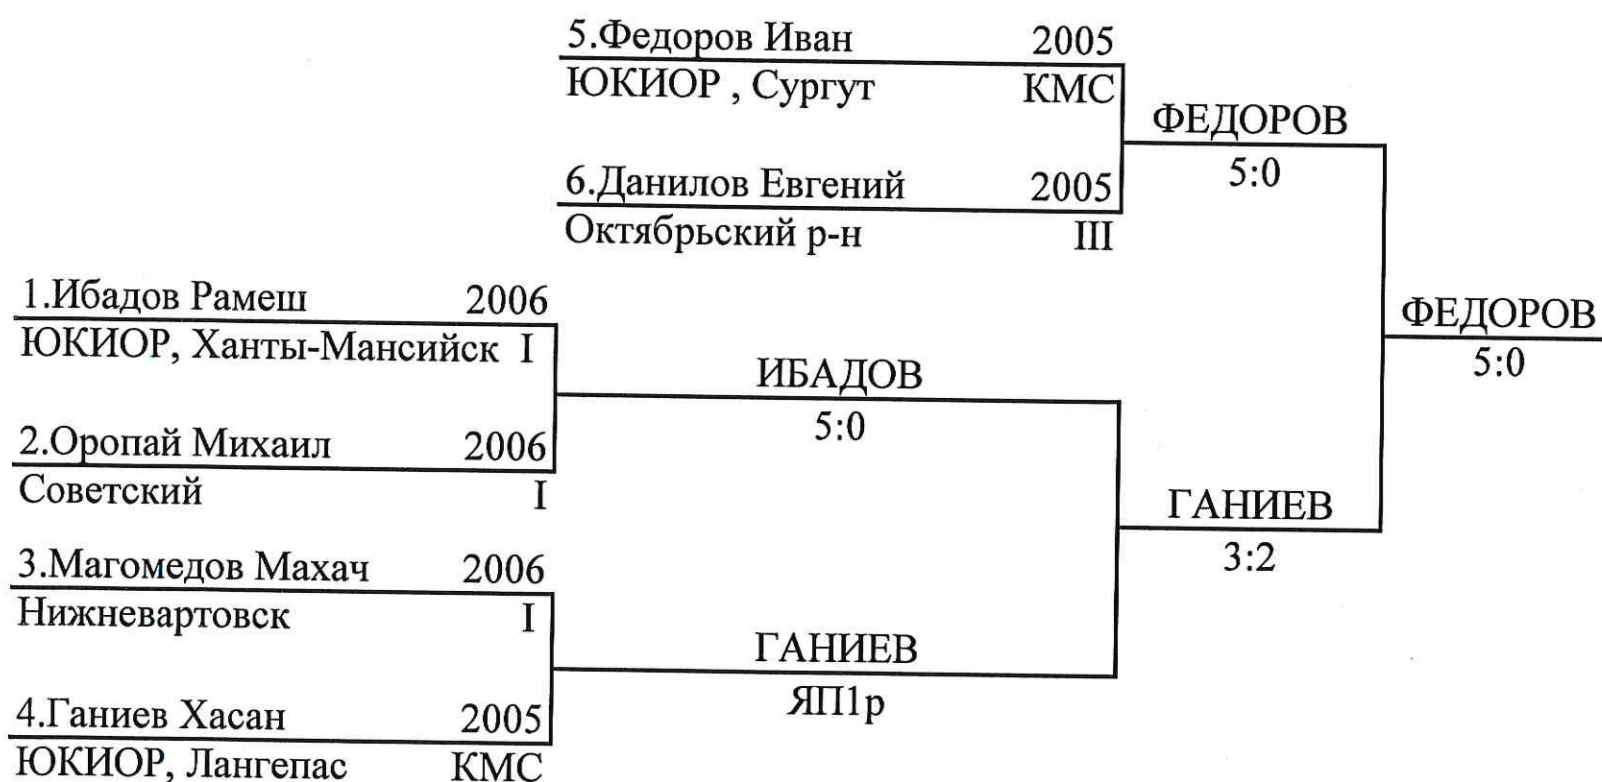 5.Федоров Иван 2005
ЮКИОР , Сургут КМС
ФЕДОРОВ
5:0
6.Данилов Евгений 2005
Октябрьский р-н III
1.Ибадов Рамеш 2006
ЮКИОР, Ханты-Мансийск I
ФЕДОРОВ
5:0
ИБАДОВ
5:0
2.Оропай Михаил 2006
Советский I
ГАНИЕВ
3:2
3.Магомедов Махач 2006
Нижневартовск I
ГАНИЕВ
ЯП1р
4.Ганиев Хасан 2005
ЮКИОР, Лангепас КМС